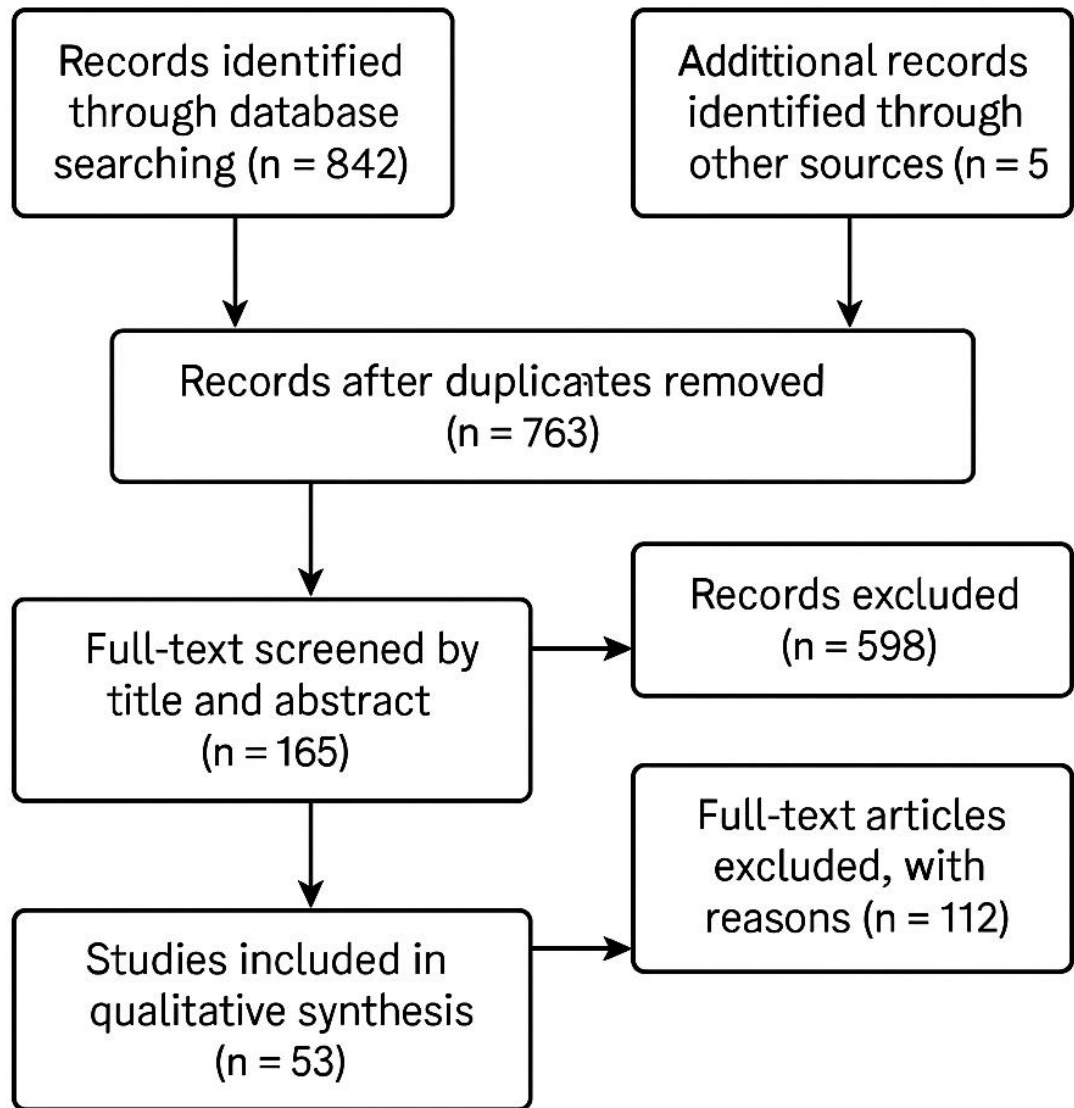 Records identified
through database
searching (n = 842)
Additional records
identified through
other sources (n = 5
Records after duplicates removed
(n = 763)
Full-text screened by
title and abstract
(n = 165)
Records excluded
(n = 598)
Full-text articles
excluded, with
reasons (n = 112)
Studies included in
qualitative synthesis
(n = 53)